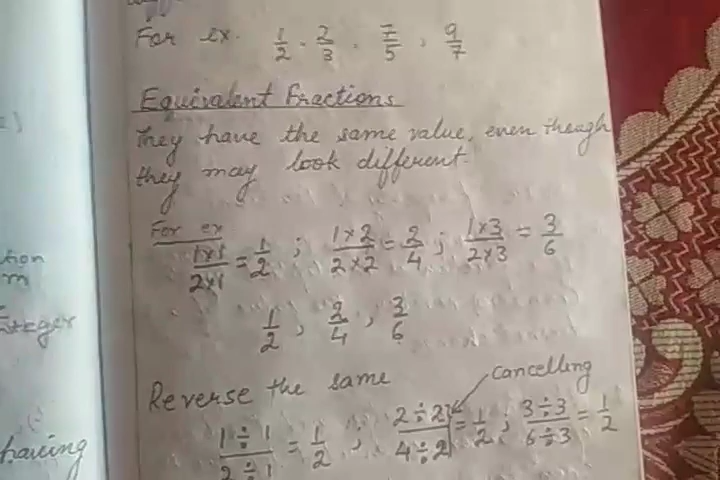 For ex. 1/2, 2/3, 7/5, 9/7
Equivalent Fractions
They have the same value, even though
they may look different.
For ex
1×1/2×1 = 1/2 ; 1×2/2×2 = 2/4 ; 1×3/2×3 = 3/6
1/2, 2/4, 3/6
Reverse the same
cancelling
1÷1/2÷1 = 1/2 ; 2÷2/4÷2 = 1/2 ; 3÷3/6÷3 = 1/2
having